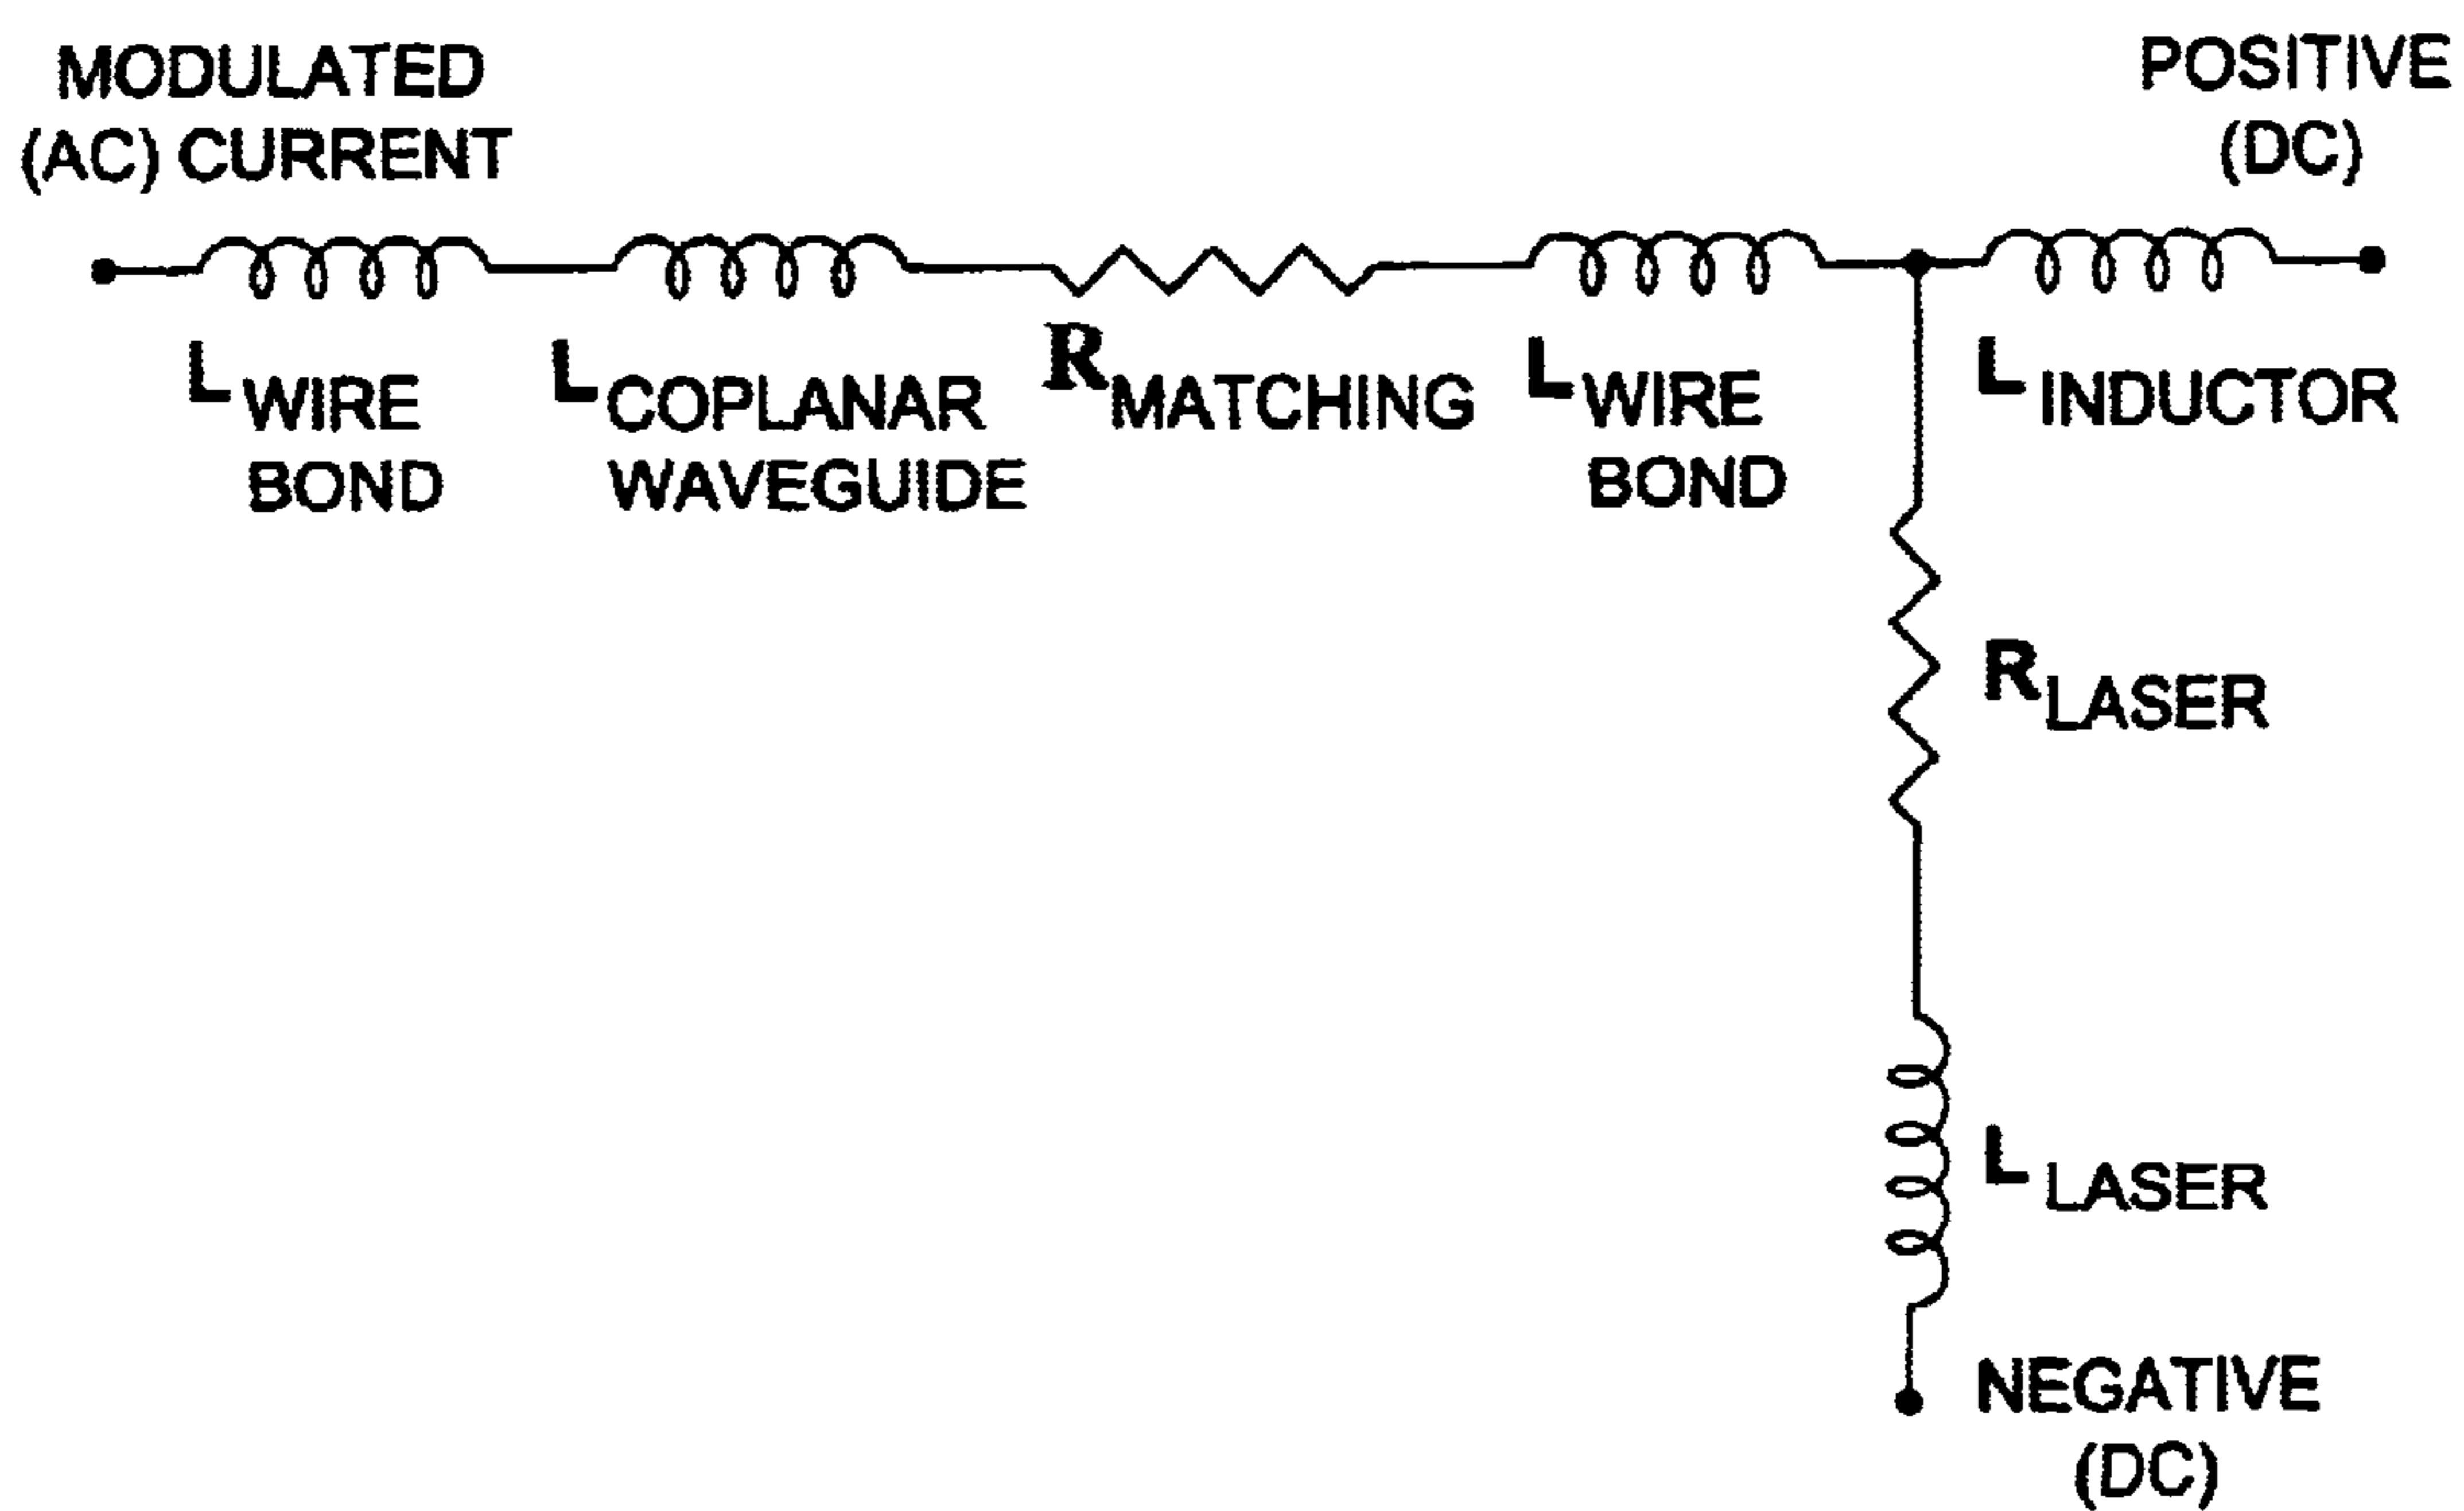 MODULATED
(AC) CURRENT
POSITIVE
(DC)
L WIRE
BOND
L COPLANAR
WAVEGUIDE
R MATCHING
L WIRE
BOND
L INDUCTOR
R LASER
L LASER
NEGATIVE
(DC)